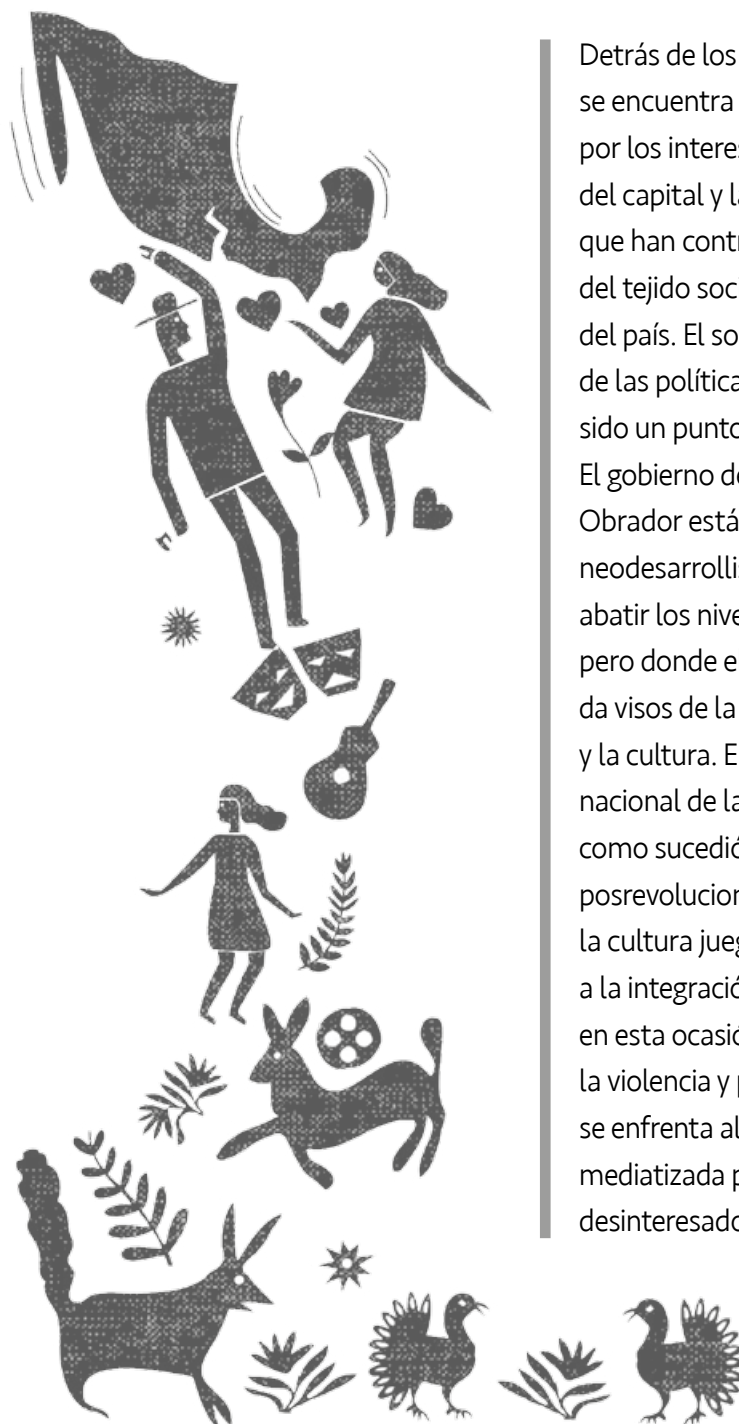 Detrás de los
se encuentra
por los interes
del capital y l
que han contr
del tejido soci
del país. El so
de las política
sido un punto
El gobierno d
Obrador está
neodesarrollis
abatir los nive
pero donde e
da visos de la
y la cultura. E
nacional de la
como sucedió
posrevolucion
la cultura jueg
a la integració
en esta ocasió
la violencia y p
se enfrenta al
mediatizada p
desinteresado